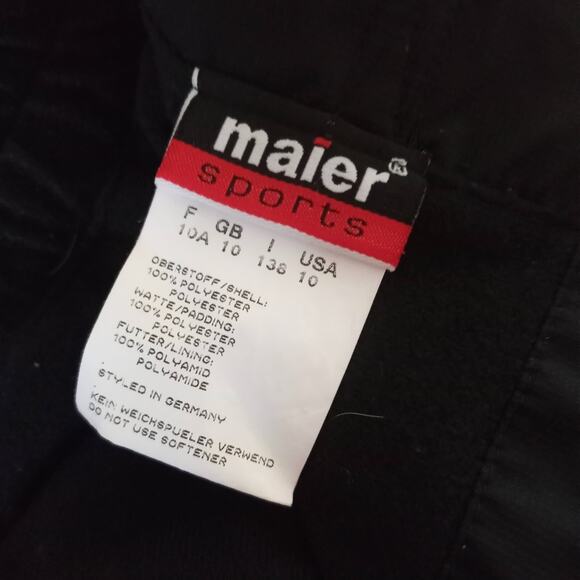 maier®
sports
F GB I USA
10A 10 138 10
OBERSTOFF/SHELL:
100% POLYESTER
POLYESTER
WATTE/PADDING:
100% POLYESTER
POLYESTER
FUTTER/LINING:
100% POLYAMID
POLYAMIDE
STYLED IN GERMANY
KEIN WEICHSPUELER VERWEND
DO NOT USE SOFTENER